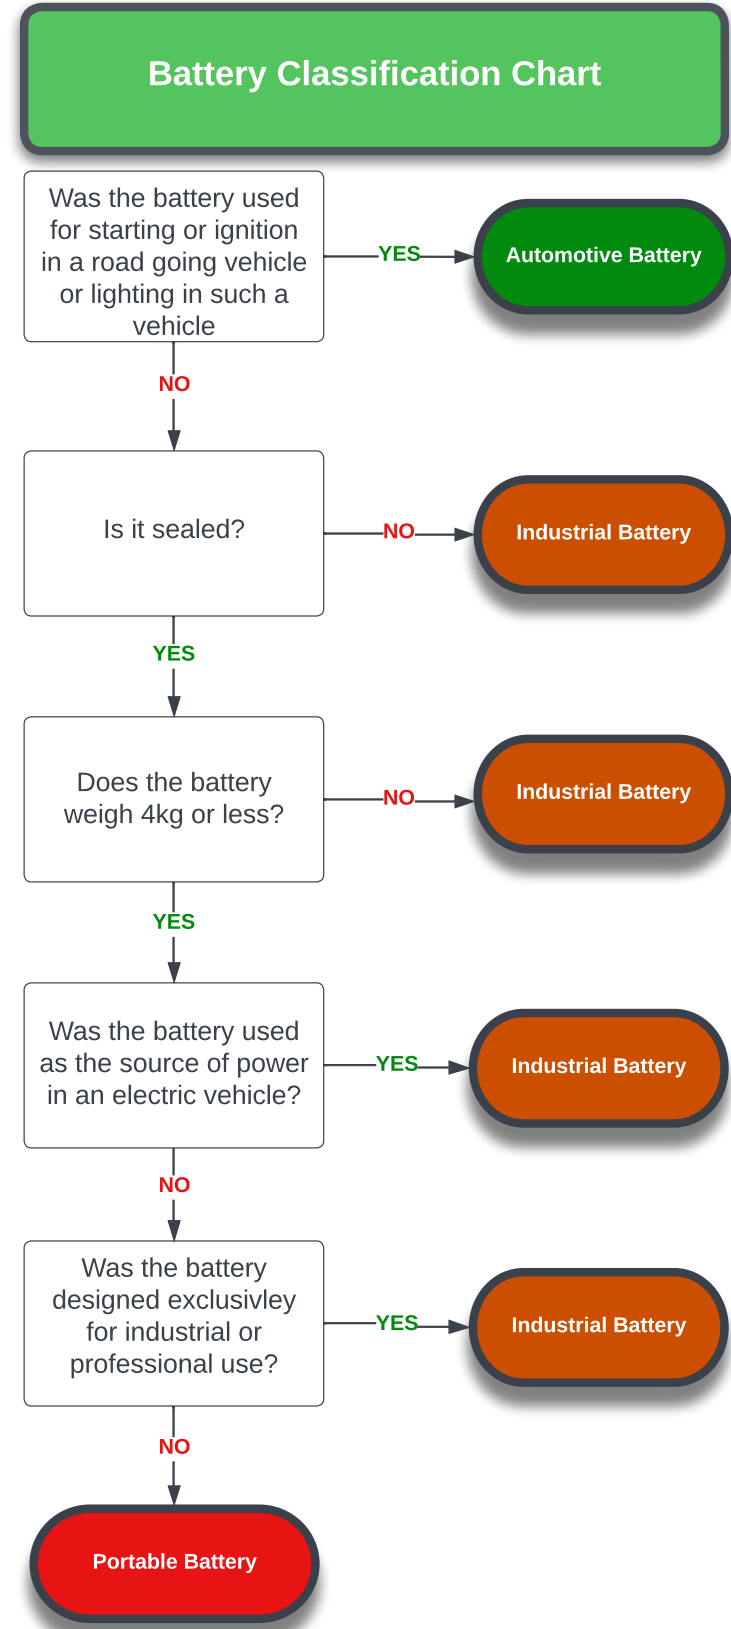 Battery Classification Chart
Was the battery used
for starting or ignition
in a road going vehicle
or lighting in such a
vehicle
YES
Automotive Battery
NO
Is it sealed?
NO
Industrial Battery
YES
Does the battery
weigh 4kg or less?
NO
Industrial Battery
YES
Was the battery used
as the source of power
in an electric vehicle?
YES
Industrial Battery
NO
Was the battery
designed exclusivley
for industrial or
professional use?
YES
Industrial Battery
NO
Portable Battery